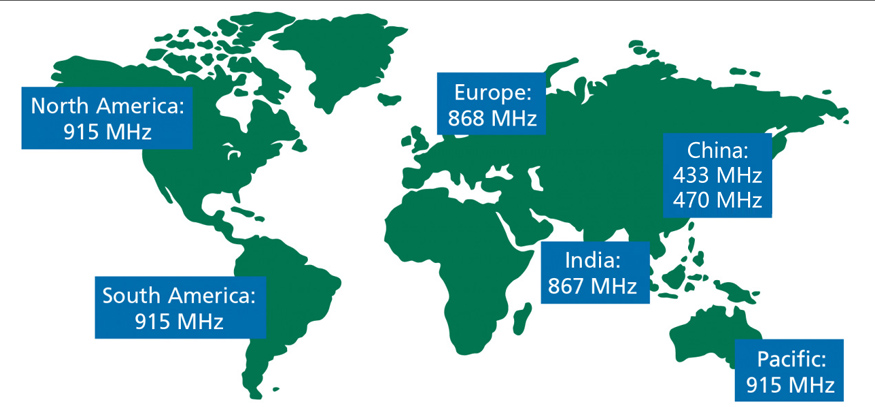 North America:
915 MHz
Europe:
868 MHz
China:
433 MHz
470 MHz
India:
867 MHz
South America:
915 MHz
Pacific:
915 MHz